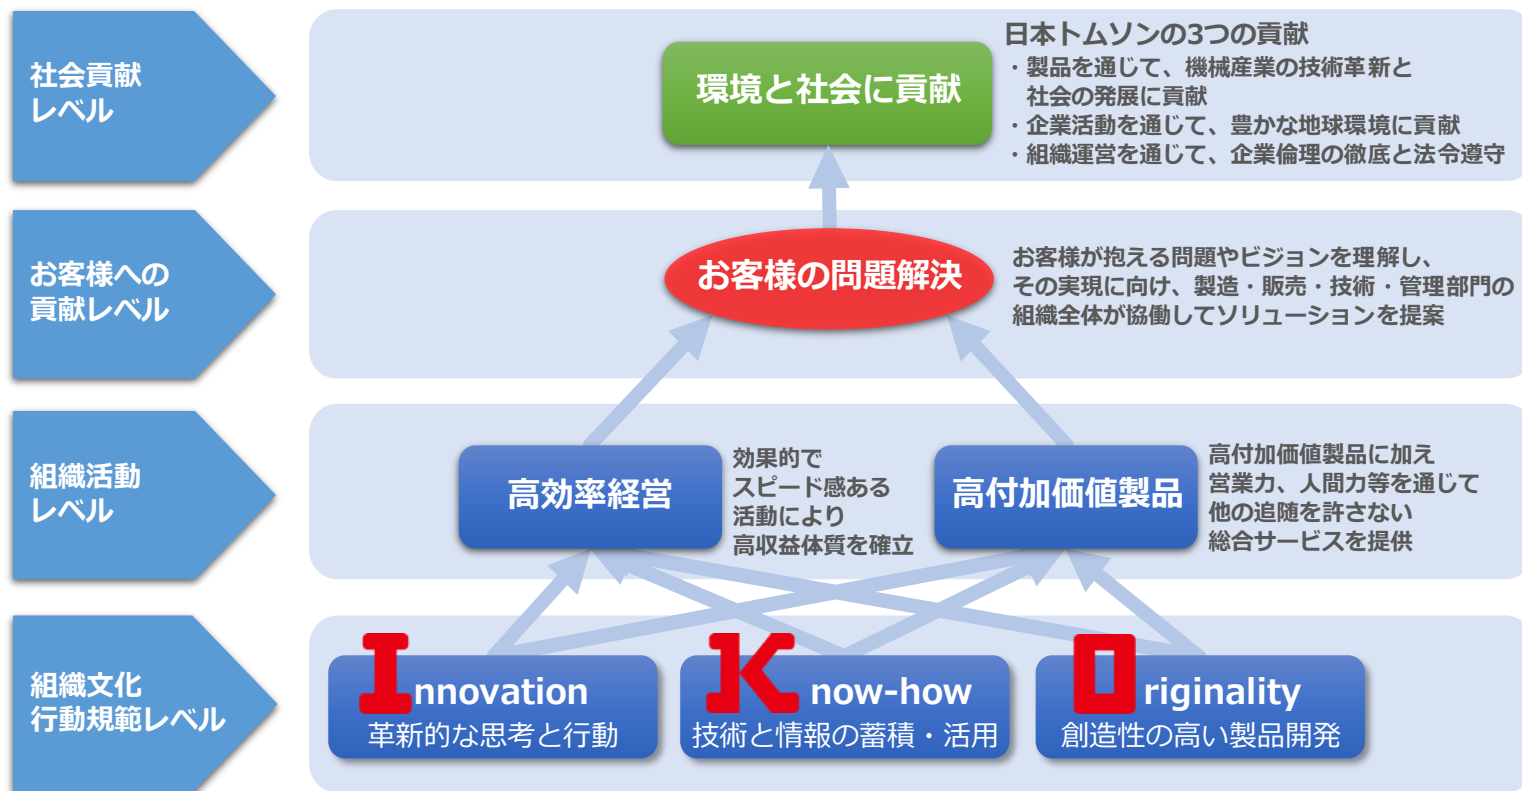 社会貢献
レベル
環境と社会に貢献
日本トムソンの3つの貢献
・製品を通じて、機械産業の技術革新と
社会の発展に貢献
・企業活動を通じて、豊かな地球環境に貢献
・組織運営を通じて、企業倫理の徹底と法令遵守
お客様への
貢献レベル
お客様の問題解決
お客様が抱える問題やビジョンを理解し、
その実現に向け、製造・販売・技術・管理部門の
組織全体が協働してソリューションを提案
組織活動
レベル
高効率経営
効果的で
スピード感ある
活動により
高収益体質を確立
高付加価値製品
高付加価値製品に加え
営業力、人間力等を通じて
他の追随を許さない
総合サービスを提供
組織文化
行動規範レベル
Innovation
革新的な思考と行動
Know-how
技術と情報の蓄積・活用
Originality
創造性の高い製品開発